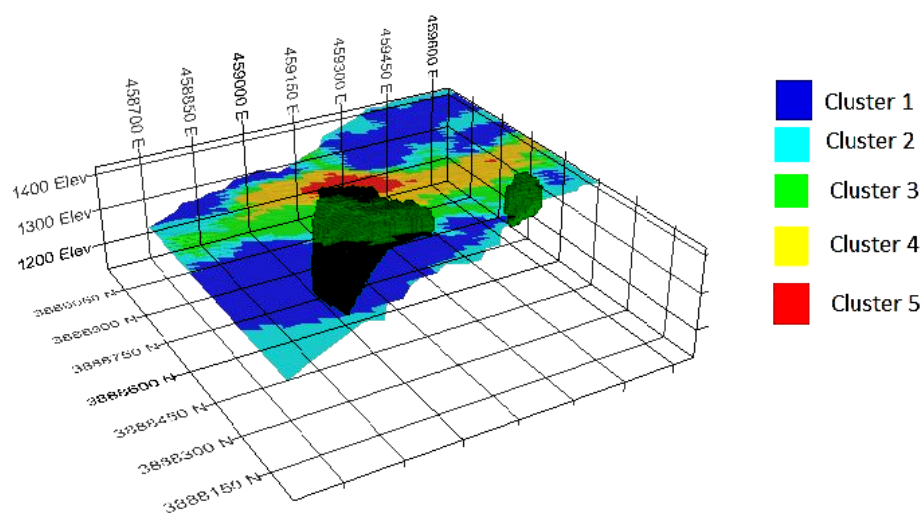 458700 E
458850 E
459000 E
459150 E
459300 E
459450 E
459600 E
1400 Elev
1300 Elev
1200 Elev
3888900 N
3888750 N
3888600 N
3888450 N
3888300 N
3888150 N
Cluster 1
Cluster 2
Cluster 3
Cluster 4
Cluster 5